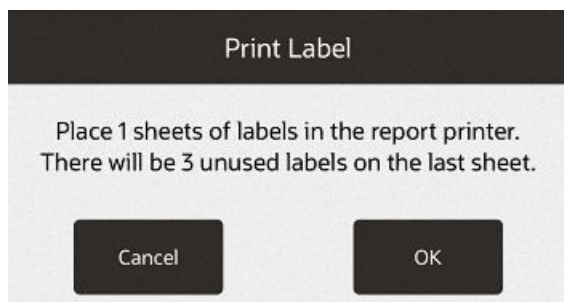 Print Label
Place 1 sheets of labels in the report printer.
There will be 3 unused labels on the last sheet.
Cancel
OK